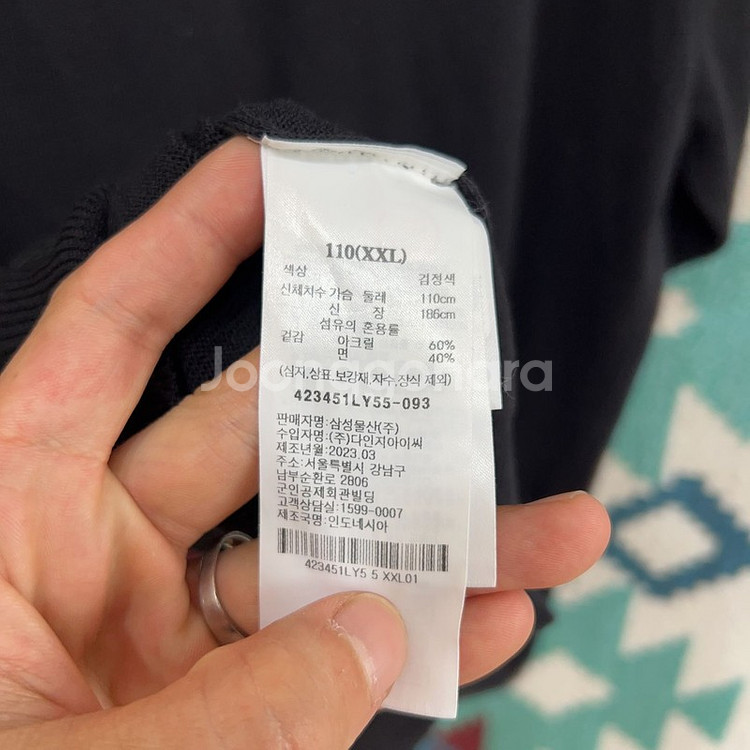 110(XXL)
색상 검정색
신체치수 가슴 둘레 110cm
신 장 186cm
섬유의 혼용률
겉감 아크릴 60%
면 40%
Joonggonara
(심지,상표,보강재,자수,장식 제외)
423451LY55-093
판매자명:삼성물산(주)
수입자명:(주)다인지아이씨
제조년월:2023.03
주소:서울특별시 강남구
남부순환로 2806
군인공제회관빌딩
고객상담실:1599-0007
제조국명:인도네시아
423451LY5 5 XXL01